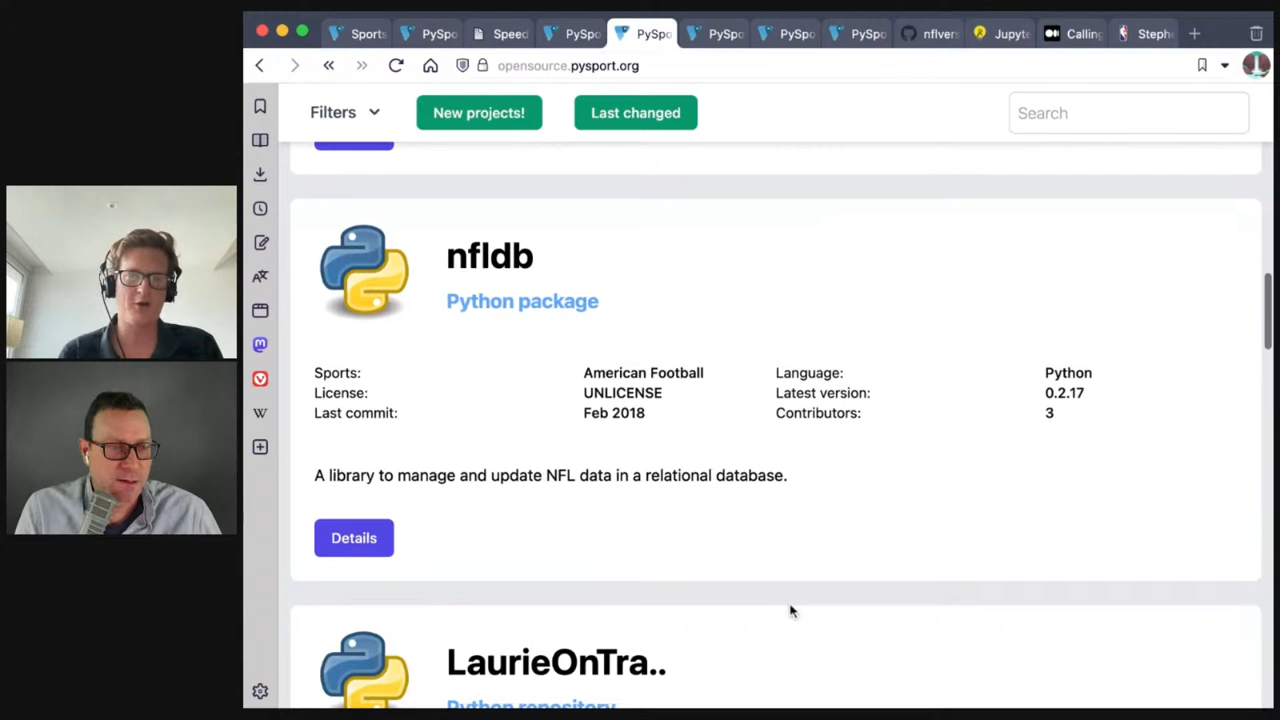 Sports
PySpo
Speed
PySpo
PySpo
PySpo
PySpo
PySpo
nflvers
Jupyte
Calling
Steph
opensource.pysport.org
Filters
New projects!
Last changed
Search
nfldb
Python package
Sports: American Football Language: Python
License: UNLICENSE Latest version: 0.2.17
Last commit: Feb 2018 Contributors: 3
A library to manage and update NFL data in a relational database.
Details
LaurieOnTra..
Python repository